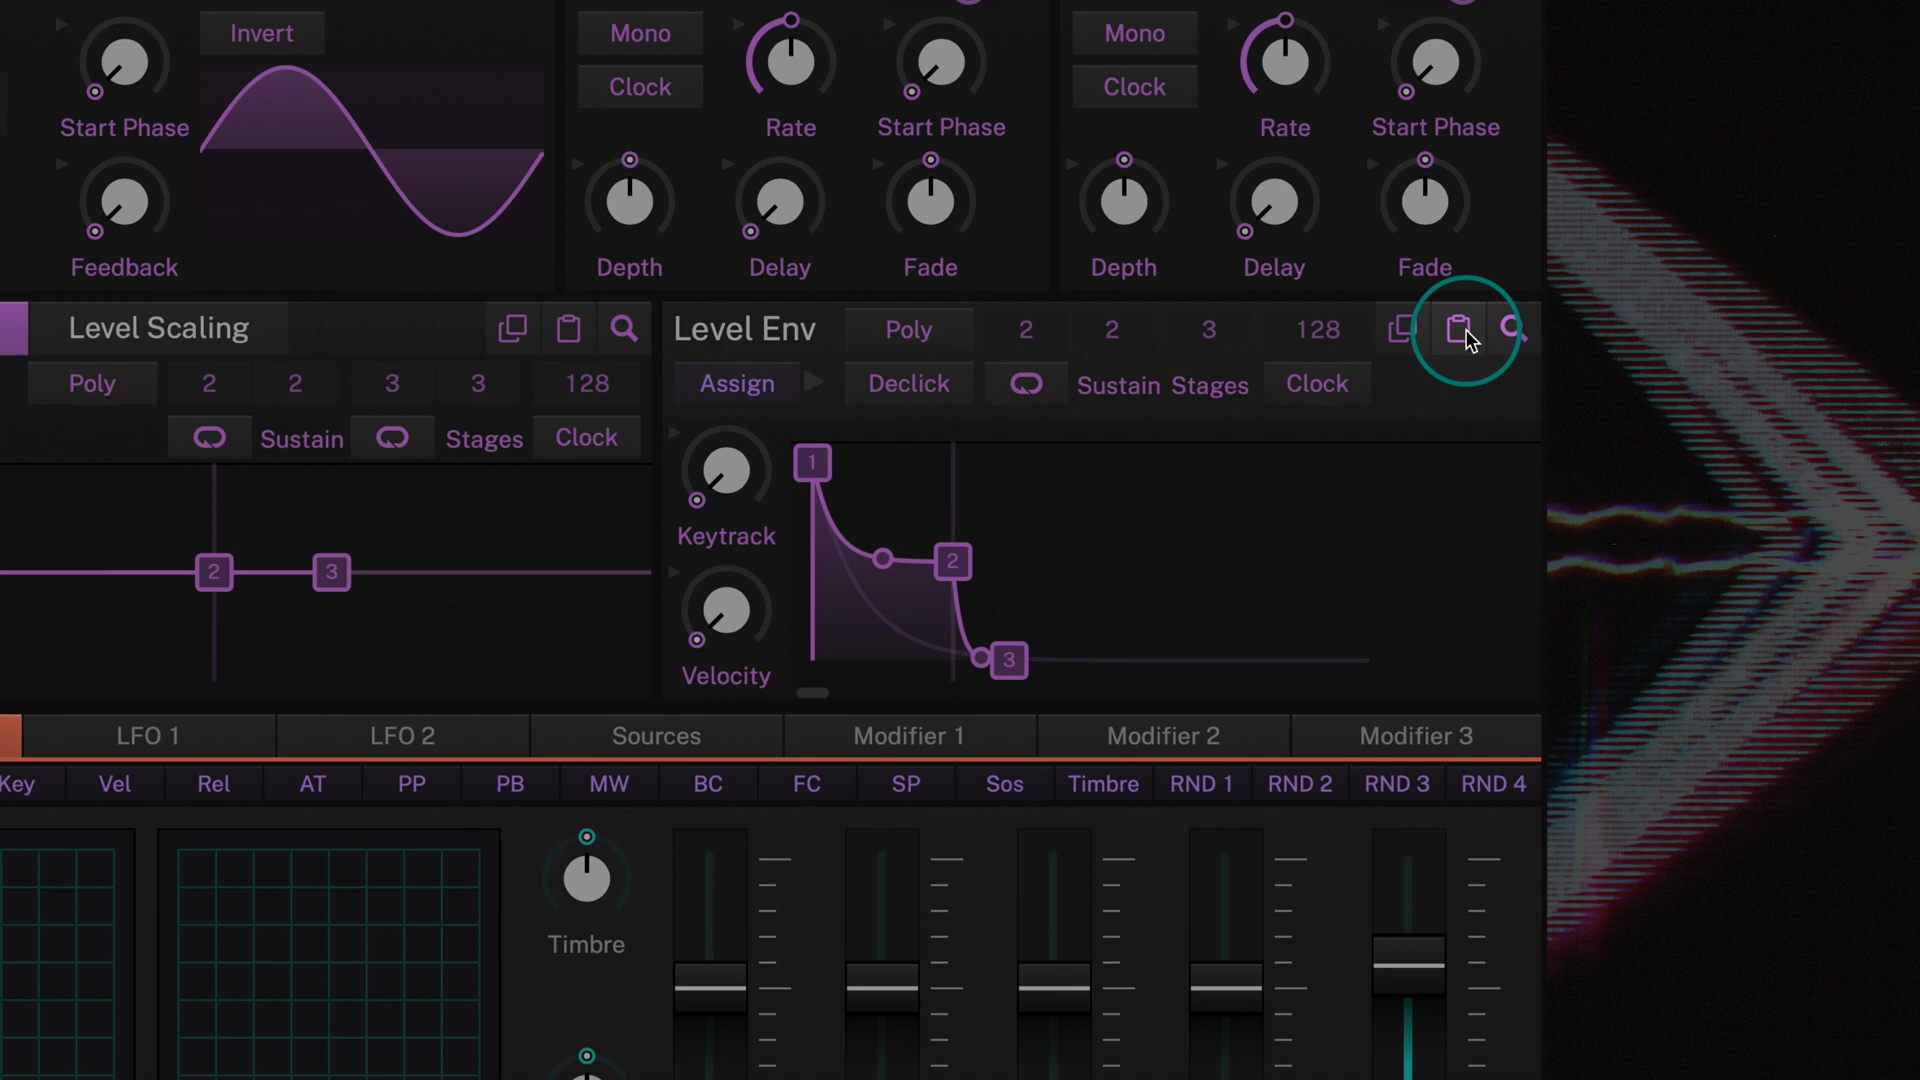 Invert
Mono
Mono
Clock
Clock
Start Phase
Rate
Start Phase
Rate
Start Phase
Feedback
Depth
Delay
Fade
Depth
Delay
Fade
Level Scaling
Level Env
Poly
2
2
3
128
Poly
2
2
3
3
128
Assign
Declick
Sustain
Stages
Clock
Sustain
Stages
Clock
1
Keytrack
2
2
3
3
Velocity
LFO 1
LFO 2
Sources
Modifier 1
Modifier 2
Modifier 3
Key
Vel
Rel
AT
PP
PB
MW
BC
FC
SP
Sos
Timbre
RND 1
RND 2
RND 3
RND 4
Timbre